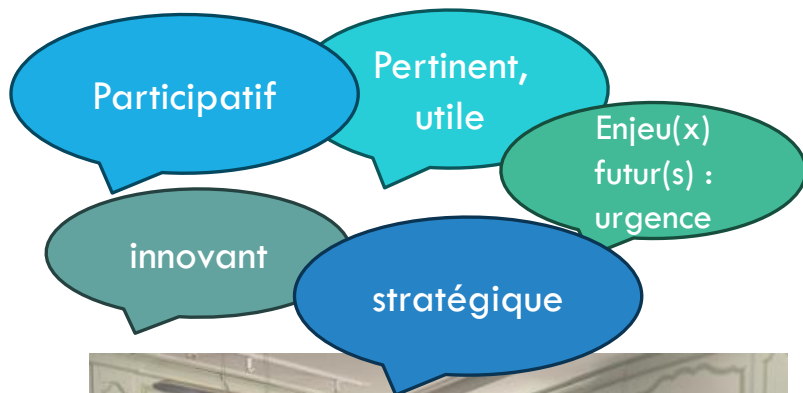 Participatif
Pertinent,
utile
Enjeu(x)
futur(s) :
urgence
innovant
stratégique